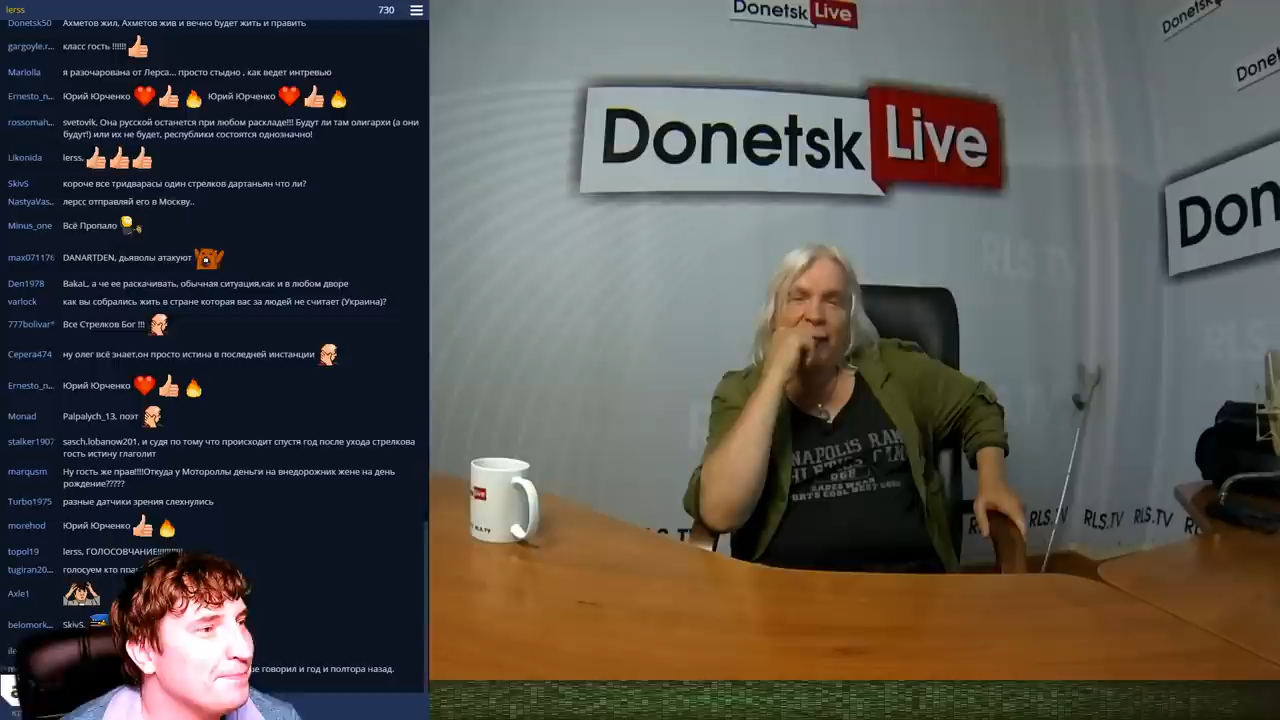 lerss 730
Donetsk50 Ахметов жил, Ахметов жив и вечно будет жить и править
gargoyle.r... класс гость !!!!!!
Mariolla я разочарована от Лерса... просто стыдно , как ведет интревью
Ernesto_n... Юрий Юрченко Юрий Юрченко
rossomah... svetovik, Она русской останется при любом раскладе!!! Будут ли там олигархи (а они
будут!) или их не будет, республики состоятся однозначно!
Likonida lerss,
SkivS короче все тридварасы один стрелков дартаньян что ли?
NastyaVas.. лерсс отправляй его в Москву..
Minus_one Всё Пропало
max071176 DANARTDEN, дьяволы атакуют
Den1978 BakaL, а че ее раскачивать, обычная ситуация,как и в любом дворе
varlock как вы собрались жить в стране которая вас за людей не считает (Украина)?
777bolivar* Все Стрелков Бог !!!
Cepera474 ну олег всё знает,он просто истина в последней инстанции
Ernesto_n... Юрий Юрченко
Monad Palpalych_13, поэт
stalker1907 sasch.lobanow201, и судя по тому что происходит спустя год после ухода стрелкова
гость истину глаголит
marqusm Ну гость же прав!!!!Откуда у Мотороллы деньги на внедорожник жене на день
рождение?????
Turbo1975 разные датчики зрения слехнулись
morehod Юрий Юрченко
topol19 lerss, ГОЛОСОВЧАНИЕ!!!!!!!!!!
tugiran20... голосуем кто
Axle1
belomork... SkivS,
говорил и год и полтора назад.
Donetsk Live
Donetsk
Donetsk
Donetsk Live
Don
RLS.TV
RLS.TV
RLS.TV
RLS.TV
RLS.TV